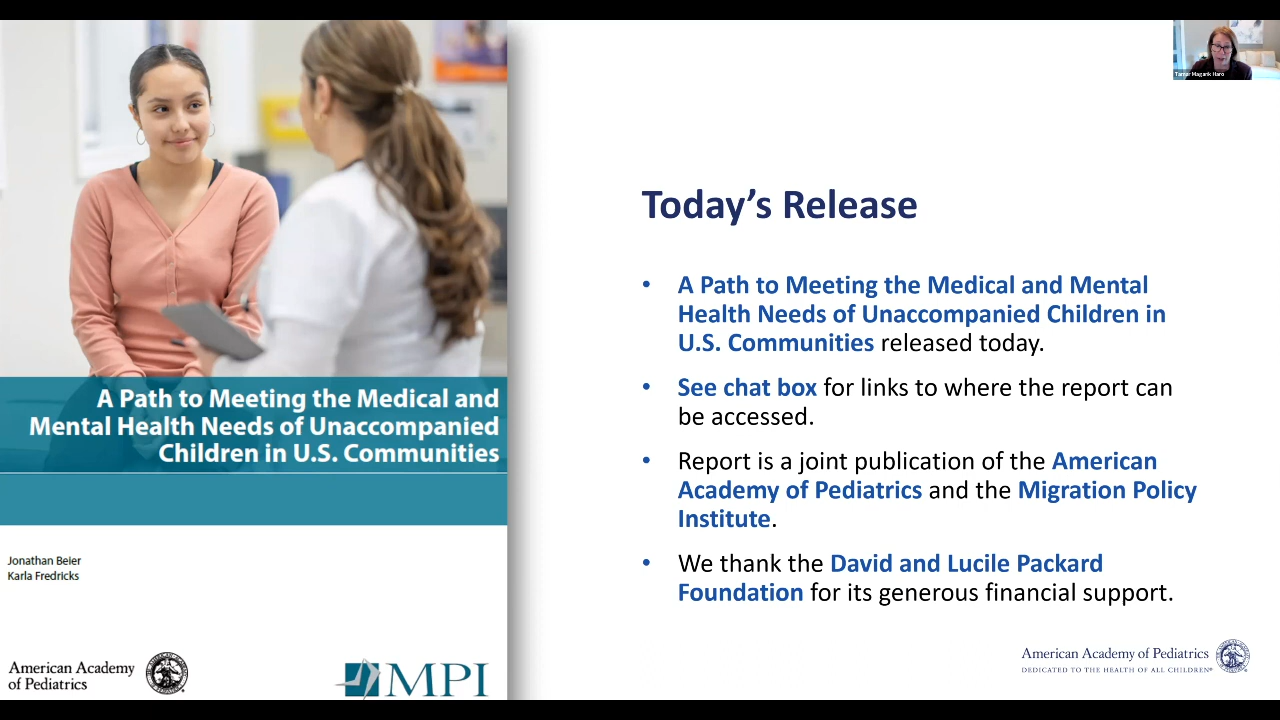 A Path to Meeting the Medical and
Mental Health Needs of Unaccompanied
Children in U.S. Communities
Jonathan Beier
Karla Fredricks
American Academy
of Pediatrics
MPI
Tamar Magarik Haro
Today's Release
• A Path to Meeting the Medical and Mental
Health Needs of Unaccompanied Children in
U.S. Communities released today.
• See chat box for links to where the report can
be accessed.
• Report is a joint publication of the American
Academy of Pediatrics and the Migration Policy
Institute.
• We thank the David and Lucile Packard
Foundation for its generous financial support.
American Academy of Pediatrics
DEDICATED TO THE HEALTH OF ALL CHILDREN®